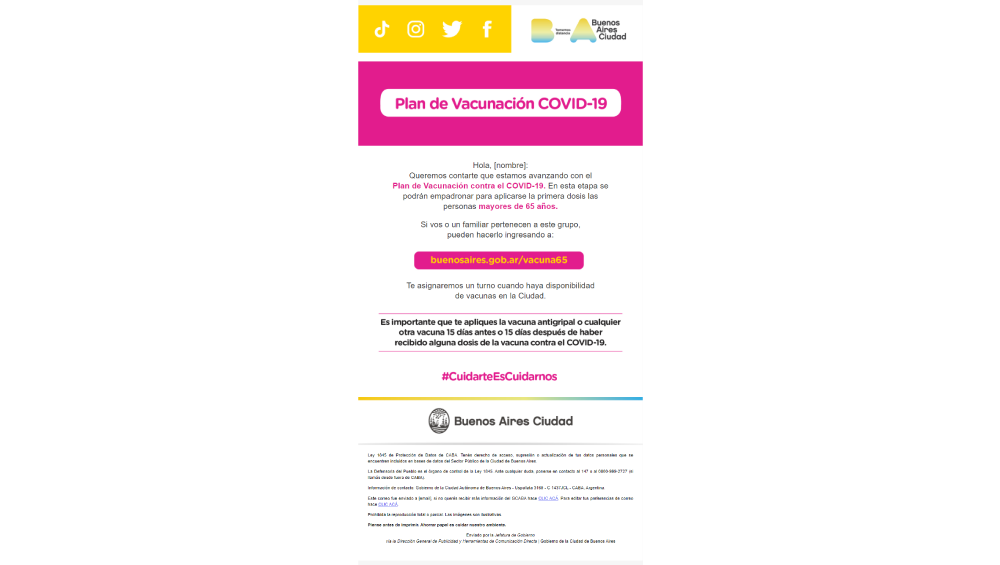 Tomamos distancia
Buenos
Aires
Ciudad
Plan de Vacunación COVID-19
Hola, [nombre]:
Queremos contarte que estamos avanzando con el
Plan de Vacunación contra el COVID-19. En esta etapa se
podrán empadronar para aplicarse la primera dosis las
personas mayores de 65 años.
Si vos o un familiar pertenecen a este grupo,
pueden hacerlo ingresando a:
buenosaires.gob.ar/vacuna65
Te asignaremos un turno cuando haya disponibilidad
de vacunas en la Ciudad.
Es importante que te apliques la vacuna antigripal o cualquier
otra vacuna 15 días antes o 15 días después de haber
recibido alguna dosis de la vacuna contra el COVID-19.
#CuidarteEsCuidarnos
Buenos Aires Ciudad
Ley 1845 de Protección de Datos de CABA. Tenés derecho de acceso, supresión o actualización de tus datos personales que se
encuentren incluidos en bases de datos del Sector Público de la Ciudad de Buenos Aires.
La Defensoría del Pueblo es el órgano de control de la Ley 1845. Ante cualquier duda, ponerse en contacto al 147 o al 0800-999-2727 (si
llamás desde fuera de CABA).
Información de contacto: Gobierno de la Ciudad Autónoma de Buenos Aires - Uspallata 3160 - C.1437JCL - CABA, Argentina.
Este correo fue enviado a [email], si no querés recibir más información del GCABA hacé CLIC ACÁ. Para editar tus preferencias de correo
hacé CLIC ACÁ.
Prohibida la reproducción total o parcial. Las imágenes son ilustrativas.
Piense antes de imprimir. Ahorrar papel es cuidar nuestro ambiente.
Enviado por la Jefatura de Gobierno
vía la Dirección General de Publicidad y Herramientas de Comunicación Directa | Gobierno de la Ciudad de Buenos Aires